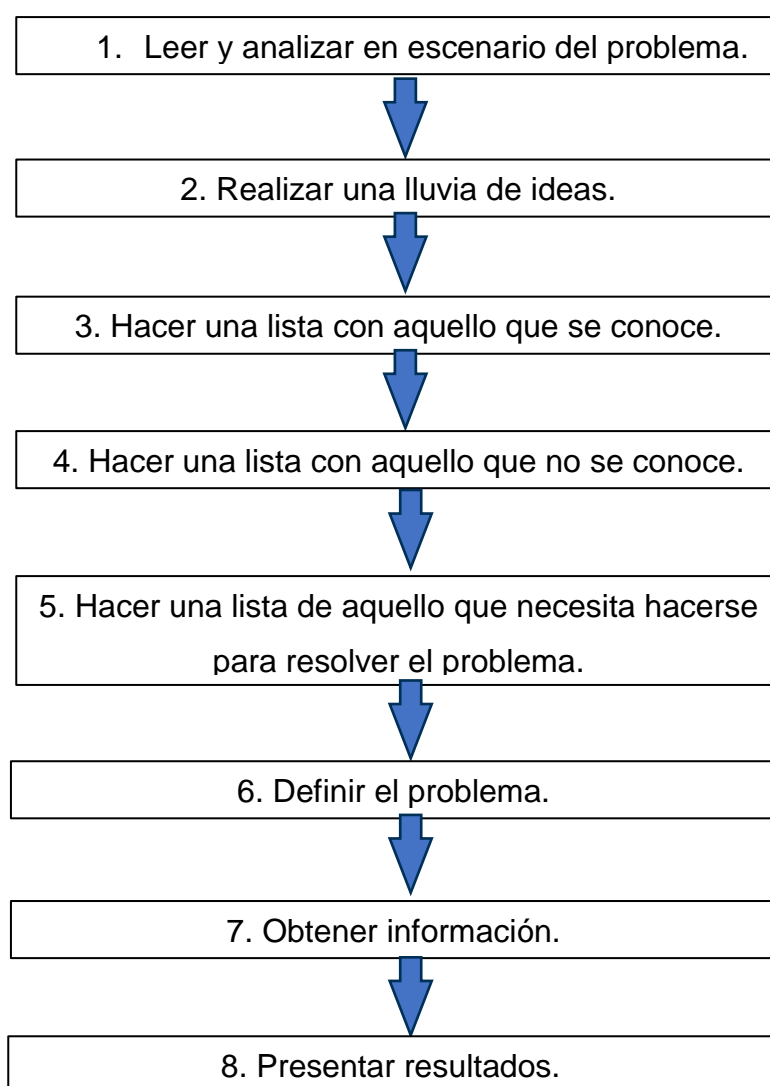 1. Leer y analizar en escenario del problema.
2. Realizar una lluvia de ideas.
3. Hacer una lista con aquello que se conoce.
4. Hacer una lista con aquello que no se conoce.
5. Hacer una lista de aquello que necesita hacerse
para resolver el problema.
6. Definir el problema.
7. Obtener información.
8. Presentar resultados.